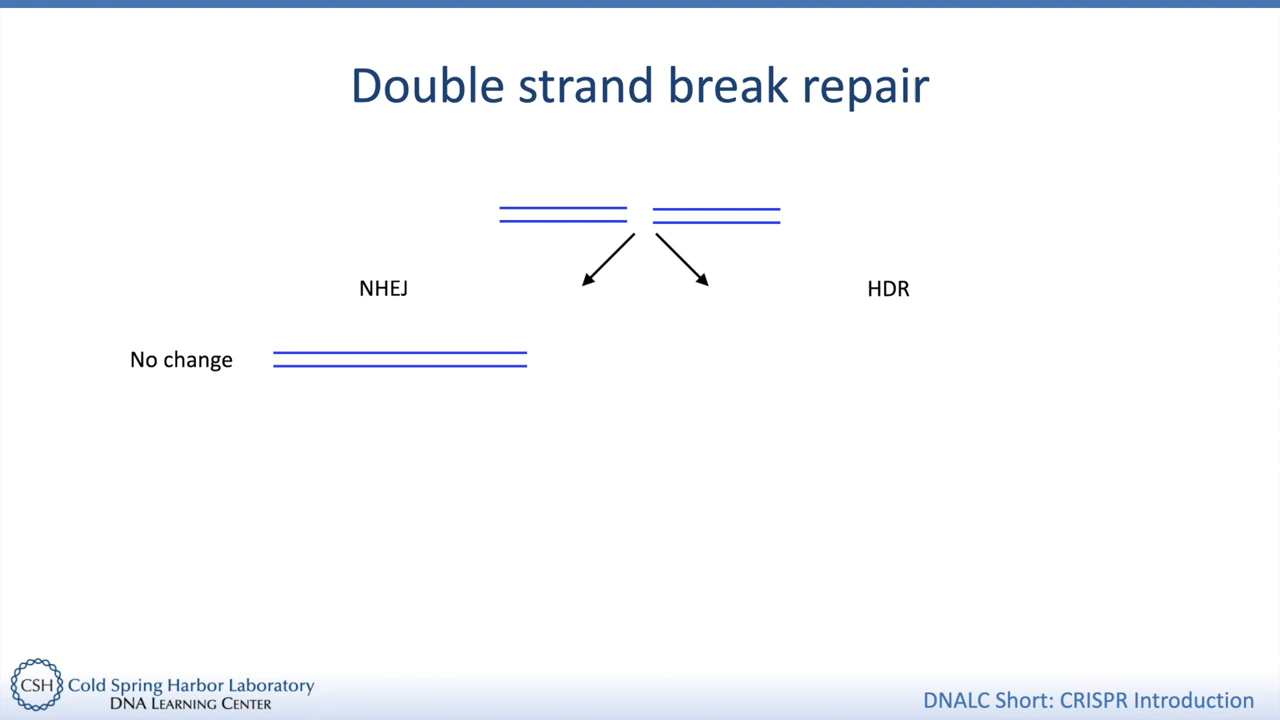 Double strand break repair
NHEJ
HDR
No change
CSH
Cold Spring Harbor Laboratory
DNA LEARNING CENTER
DNALC Short: CRISPR Introduction